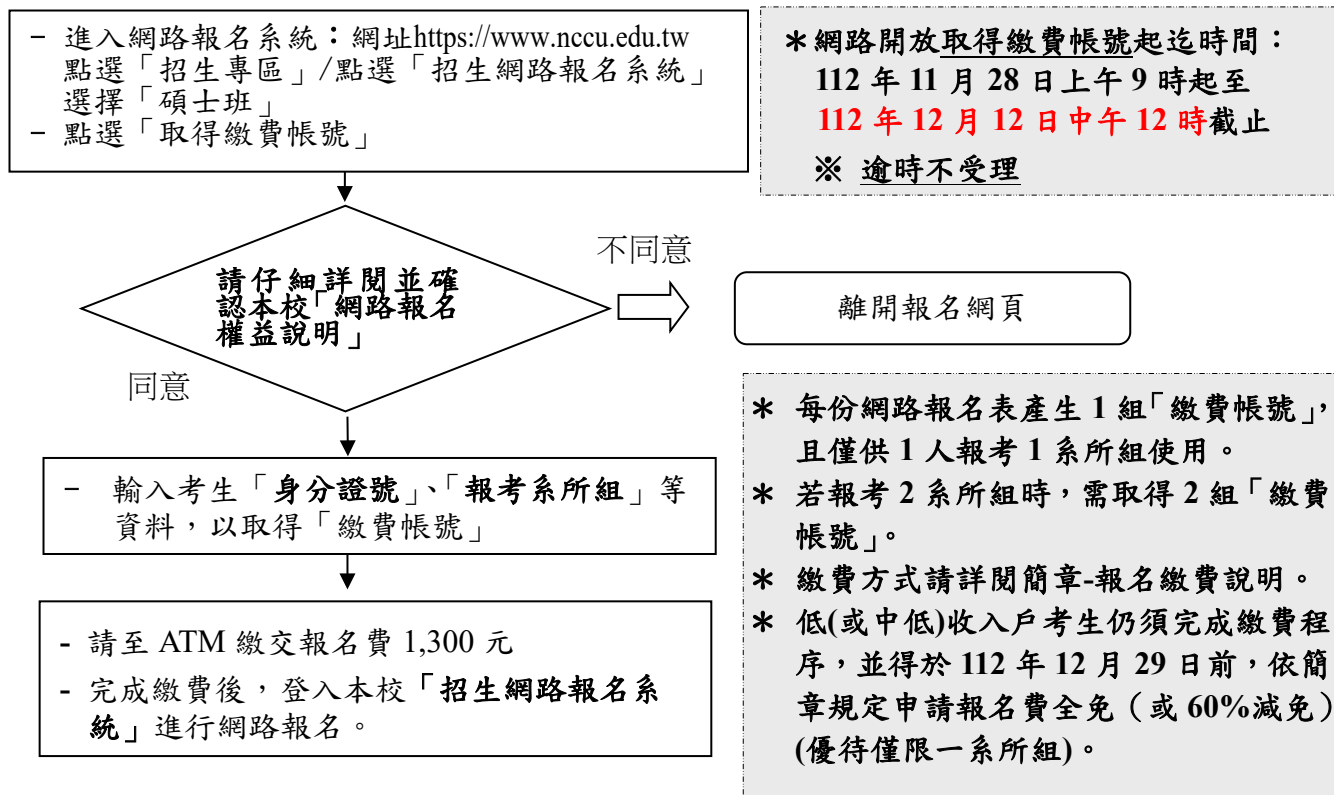 - 進入網路報名系統：網址https://www.nccu.edu.tw
點選「招生專區」/點選「招生網路報名系統」
選擇「碩士班」
- 點選「取得繳費帳號」
＊網路開放取得繳費帳號起迄時間：
112 年 11 月 28 日上午 9 時起至
112 年 12 月 12 日中午 12 時截止
※ 逾時不受理
請仔細詳閱並確
認本校「網路報名
權益說明」
不同意
離開報名網頁
同意
- 輸入考生「身分證號」、「報考系所組」等
資料，以取得「繳費帳號」
- 請至 ATM 繳交報名費 1,300 元
- 完成繳費後，登入本校「招生網路報名系
統」進行網路報名。
＊ 每份網路報名表產生 1 組「繳費帳號」，
且僅供 1 人報考 1 系所組使用。
＊ 若報考 2 系所組時，需取得 2 組「繳費
帳號」。
＊ 繳費方式請詳閱簡章-報名繳費說明。
＊ 低(或中低)收入戶考生仍須完成繳費程
序，並得於 112 年 12 月 29 日前，依簡
章規定申請報名費全免（或 60%減免）
(優待僅限一系所組)。